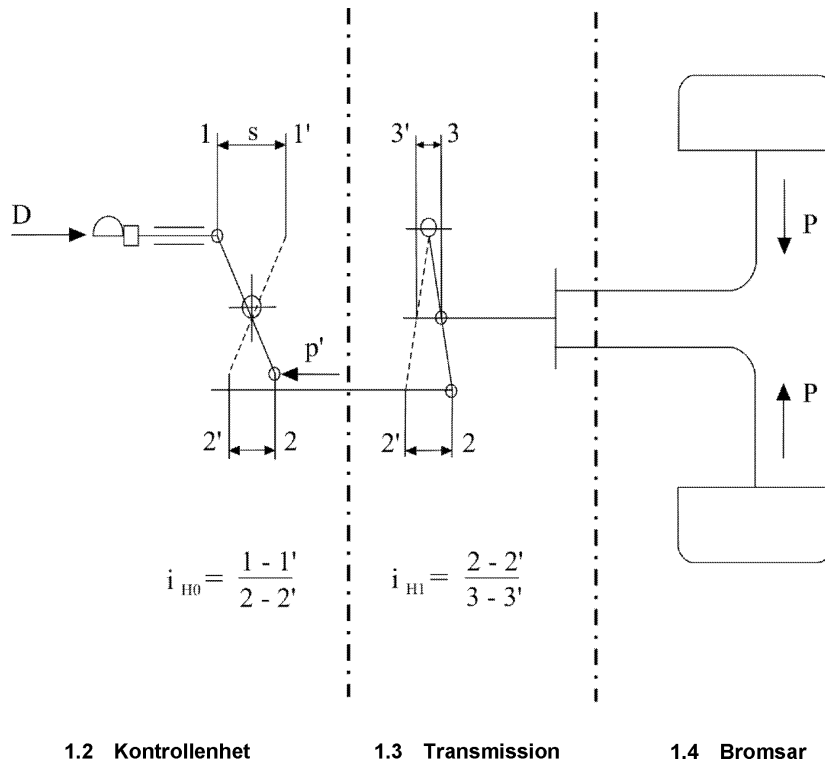 1 s 1' 3' 3
D P
p'
2' 2 2' 2 P
i H0 = 1 - 1' / 2 - 2'
i H1 = 2 - 2' / 3 - 3'
1.2 Kontrollenhet 1.3 Transmission 1.4 Bromsar